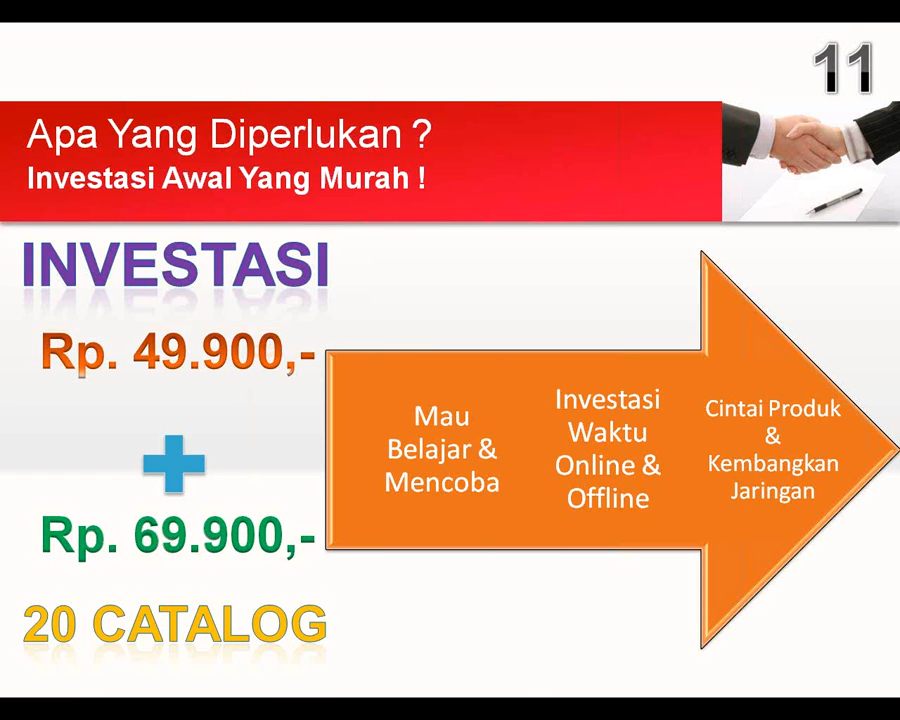 11
Apa Yang Diperlukan ?
Investasi Awal Yang Murah !
INVESTASI
Rp. 49.900,-
Rp. 69.900,-
20 CATALOG
Mau
Belajar &
Mencoba
Investasi
Waktu
Online &
Offline
Cintai Produk
&
Kembangkan
Jaringan